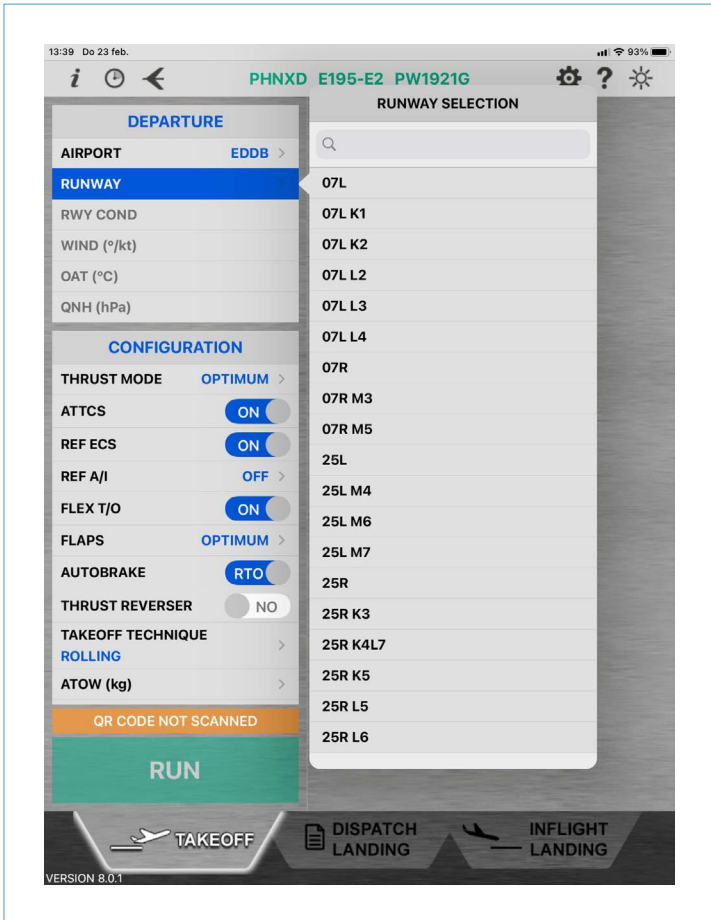 13:39 Do 23 feb.
93%
i
PHNXD E195-E2 PW1921G
?
DEPARTURE
AIRPORT EDDB >
RUNWAY
RWY COND
WIND (º/kt)
OAT (ºC)
QNH (hPa)
CONFIGURATION
THRUST MODE OPTIMUM >
ATTCS ON
REF ECS ON
REF A/I OFF >
FLEX T/O ON
FLAPS OPTIMUM >
AUTOBRAKE RTO
THRUST REVERSER NO
TAKEOFF TECHNIQUE >
ROLLING
ATOW (kg) >
QR CODE NOT SCANNED
RUN
RUNWAY SELECTION
07L
07L K1
07L K2
07L L2
07L L3
07L L4
07R
07R M3
07R M5
25L
25L M4
25L M6
25L M7
25R
25R K3
25R K4L7
25R K5
25R L5
25R L6
TAKEOFF
DISPATCH
LANDING
INFLIGHT
LANDING
VERSION 8.0.1